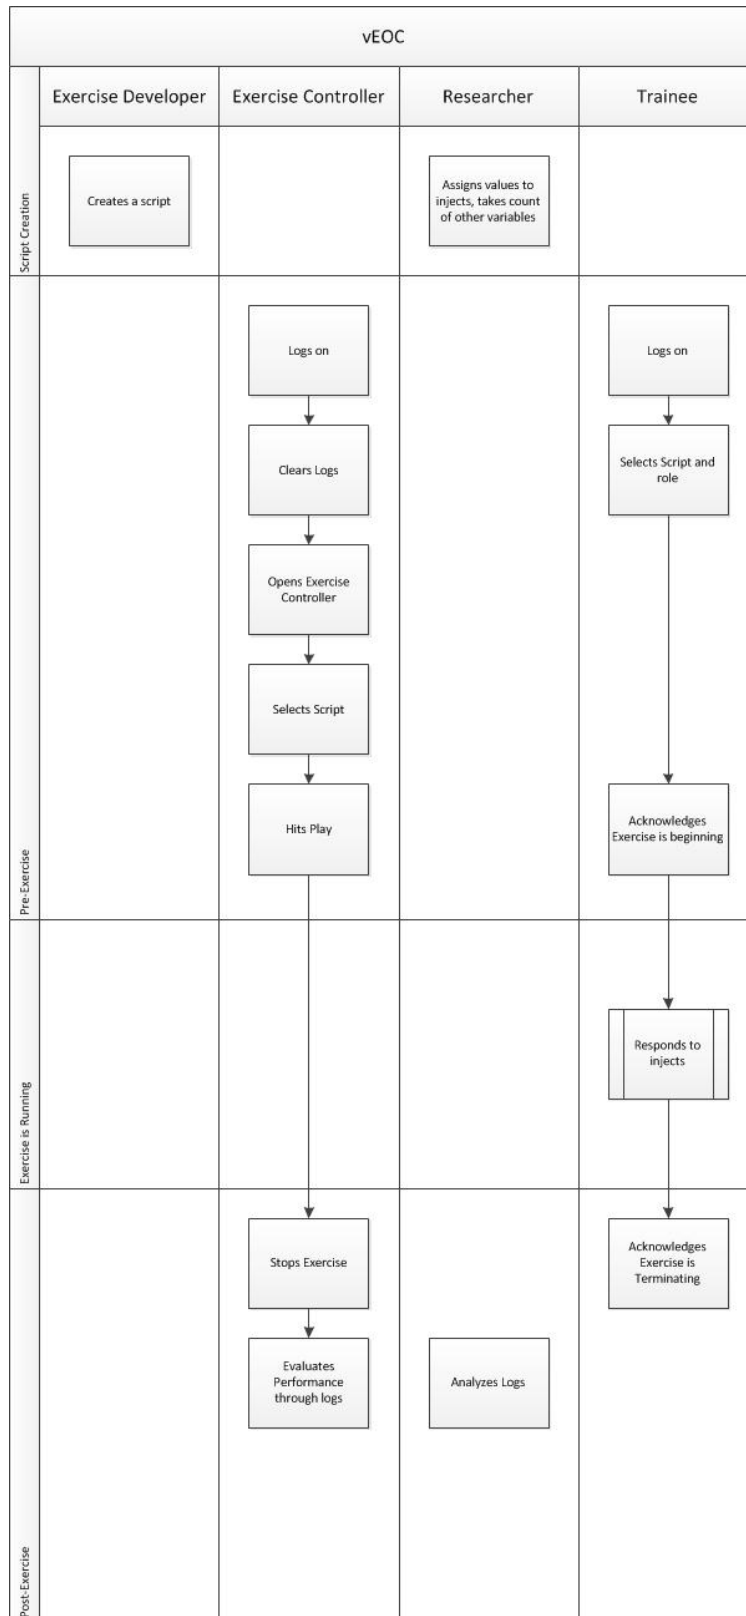 vEOC
Exercise Developer
Exercise Controller
Researcher
Trainee
Script Creation
Creates a script
Assigns values to
injects, takes count
of other variables
Pre-Exercise
Logs on
Logs on
Clears Logs
Selects Script and
role
Opens Exercise
Controller
Selects Script
Hits Play
Acknowledges
Exercise is beginning
Exercise is Running
Responds to
injects
Post-Exercise
Stops Exercise
Acknowledges
Exercise is
Terminating
Evaluates
Performance
through logs
Analyzes Logs